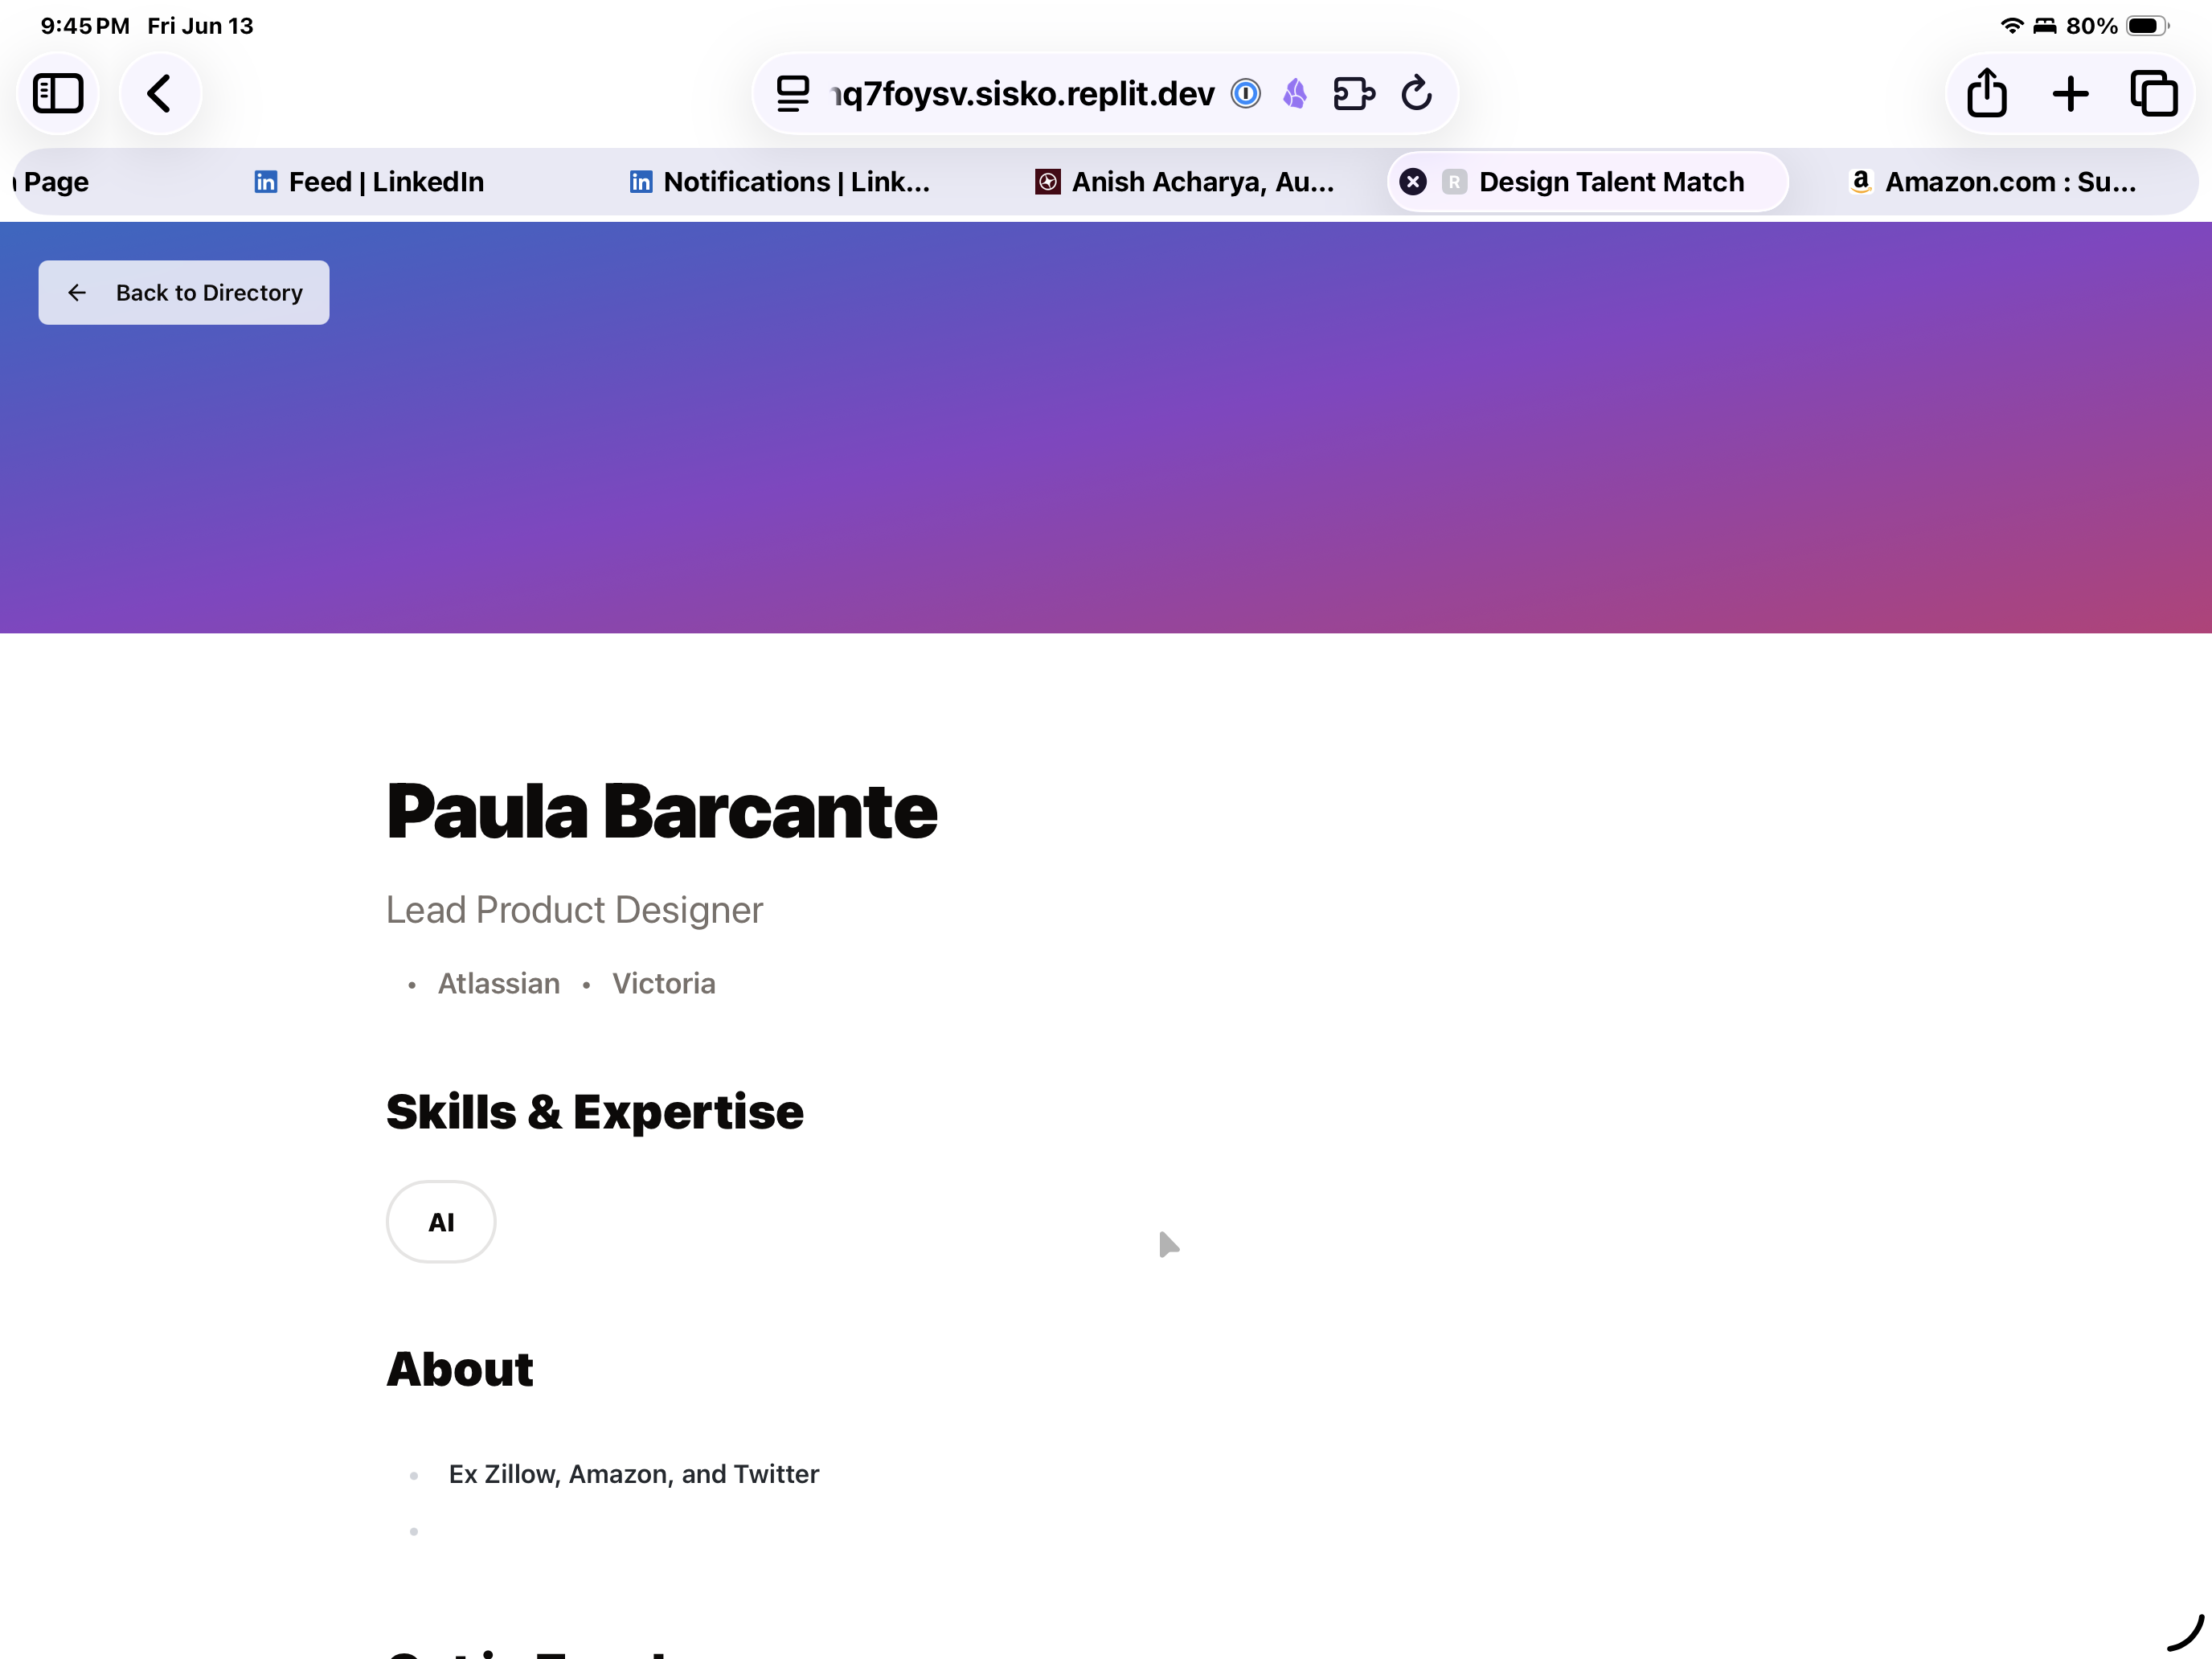 9:45 PM Fri Jun 13
80%
q7foysv.sisko.replit.dev
Page
Feed | LinkedIn
Notifications | Link...
Anish Acharya, Au...
R Design Talent Match
Amazon.com : Su...
← Back to Directory
Paula Barcante
Lead Product Designer
• Atlassian • Victoria
Skills & Expertise
AI
About
• Ex Zillow, Amazon, and Twitter
•